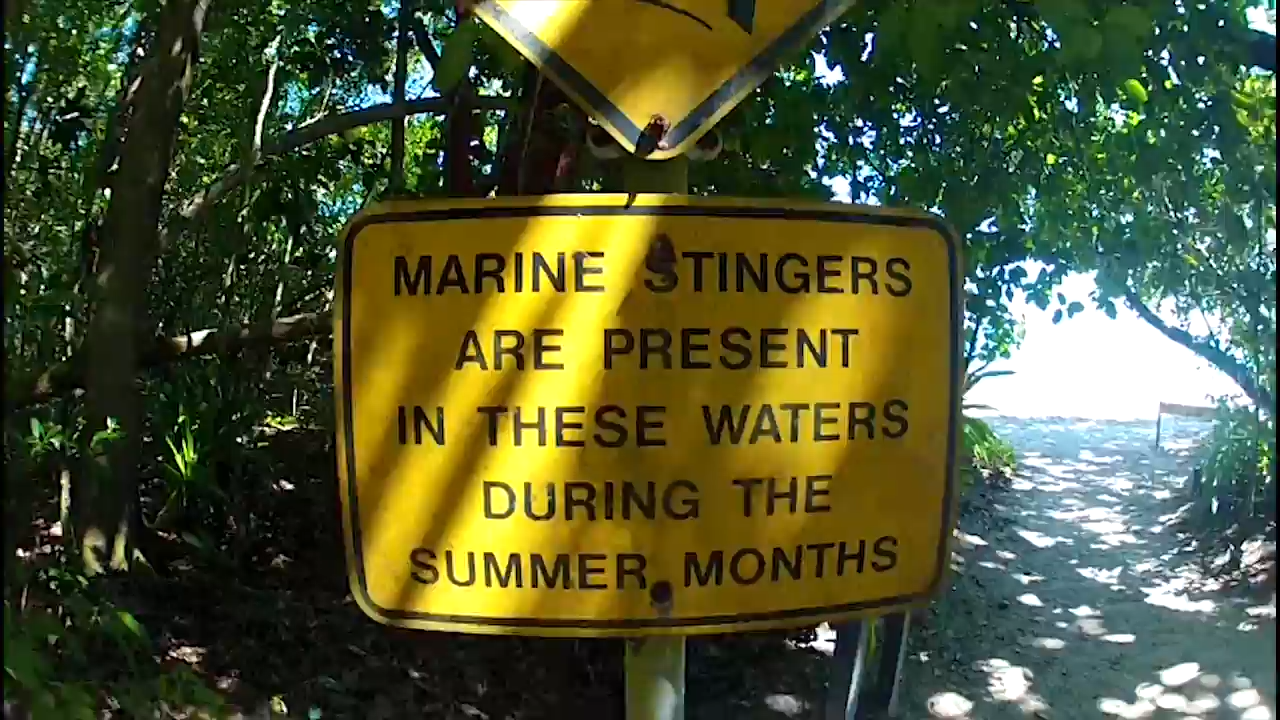 MARINE STINGERS
ARE PRESENT
IN THESE WATERS
DURING THE
SUMMER MONTHS